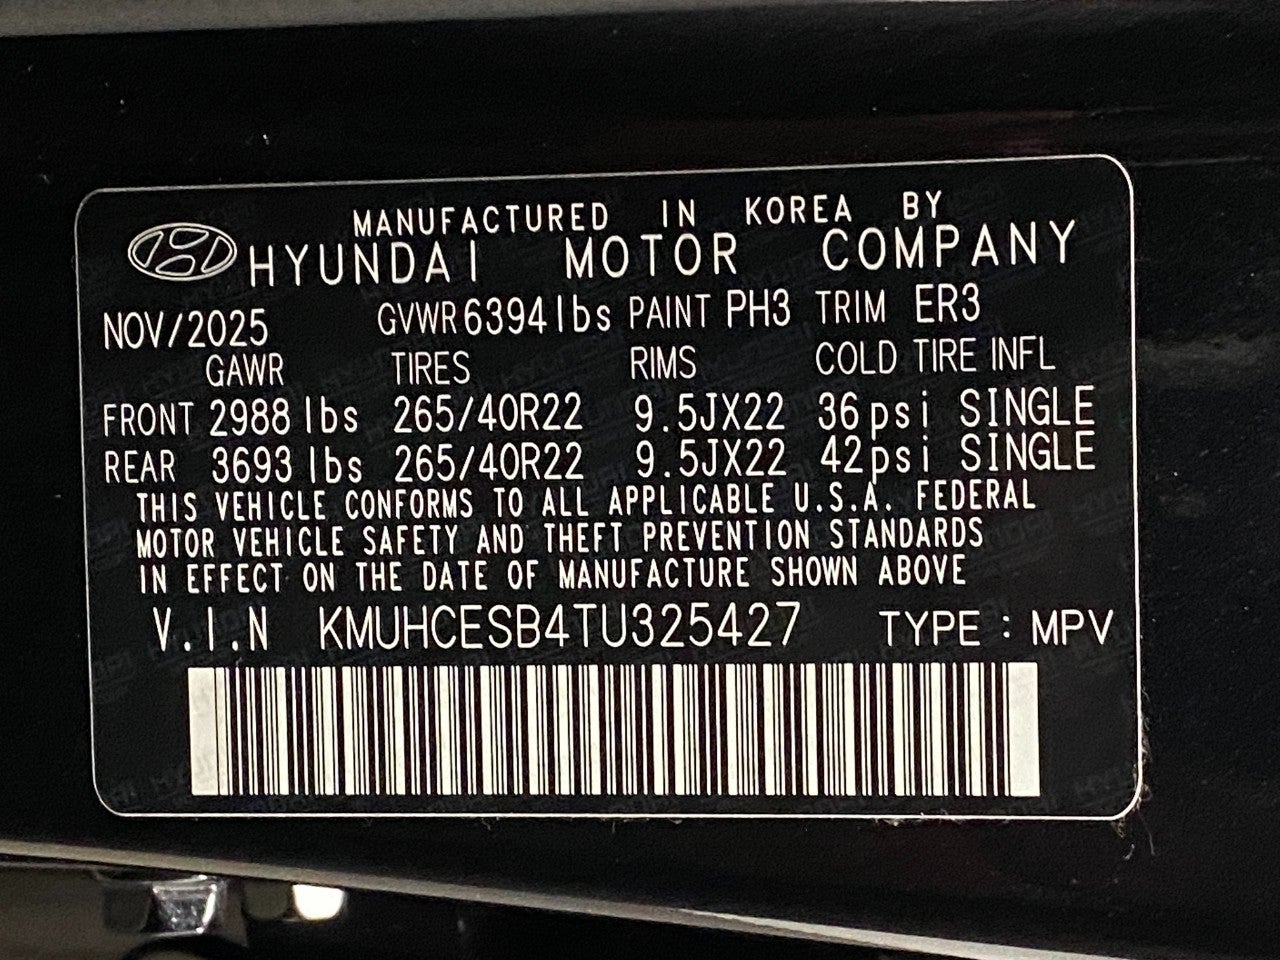 MANUFACTURED IN KOREA BY
HYUNDAI MOTOR COMPANY
NOV/2025 GVWR 6394 lbs PAINT PH3 TRIM ER3
GAWR TIRES RIMS COLD TIRE INFL
FRONT 2988 lbs 265/40R22 9.5JX22 36psi SINGLE
REAR 3693 lbs 265/40R22 9.5JX22 42psi SINGLE
THIS VEHICLE CONFORMS TO ALL APPLICABLE U.S.A. FEDERAL
MOTOR VEHICLE SAFETY AND THEFT PREVENTION STANDARDS
IN EFFECT ON THE DATE OF MANUFACTURE SHOWN ABOVE
V.I.N KMUHCESB4TU325427 TYPE : MPV